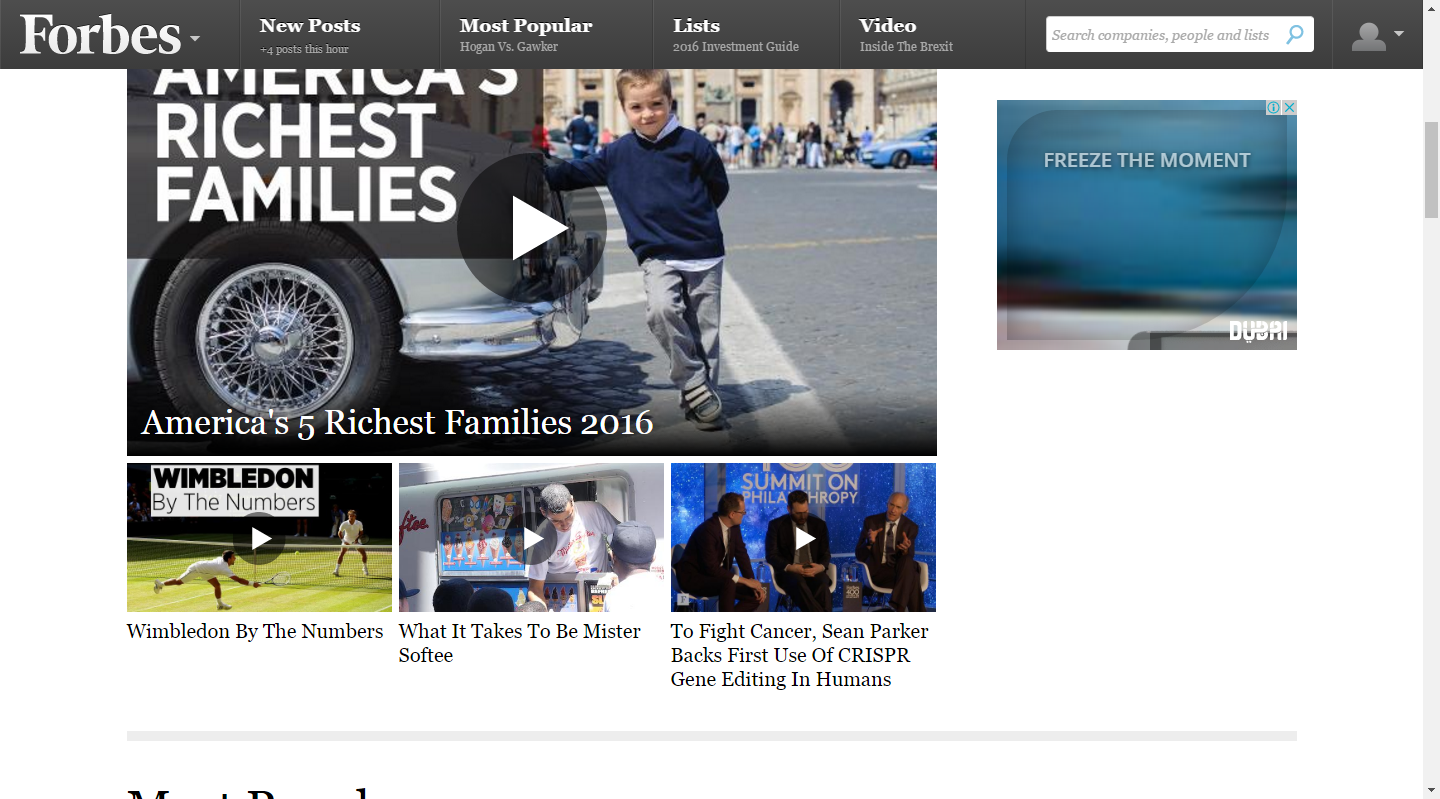 Forbes
New Posts
+4 posts this hour
Most Popular
Hogan Vs. Gawker
Lists
2016 Investment Guide
Video
Inside The Brexit
Search companies, people and lists
AMERICA'S
RICHEST
FAMILIES
America's 5 Richest Families 2016
FREEZE THE MOMENT
DUBAI
WIMBLEDON
By The Numbers
Wimbledon By The Numbers
What It Takes To Be Mister
Softee
SUMMIT ON
PHILANTHROPY
To Fight Cancer, Sean Parker
Backs First Use Of CRISPR
Gene Editing In Humans